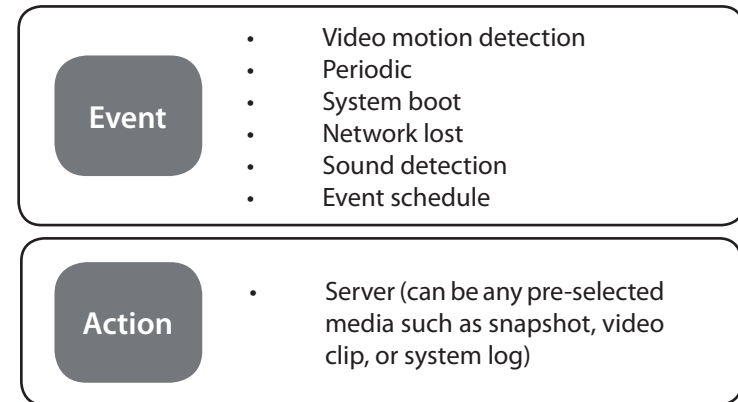 Event
• Video motion detection
• Periodic
• System boot
• Network lost
• Sound detection
• Event schedule
Action
• Server (can be any pre-selected
media such as snapshot, video
clip, or system log)